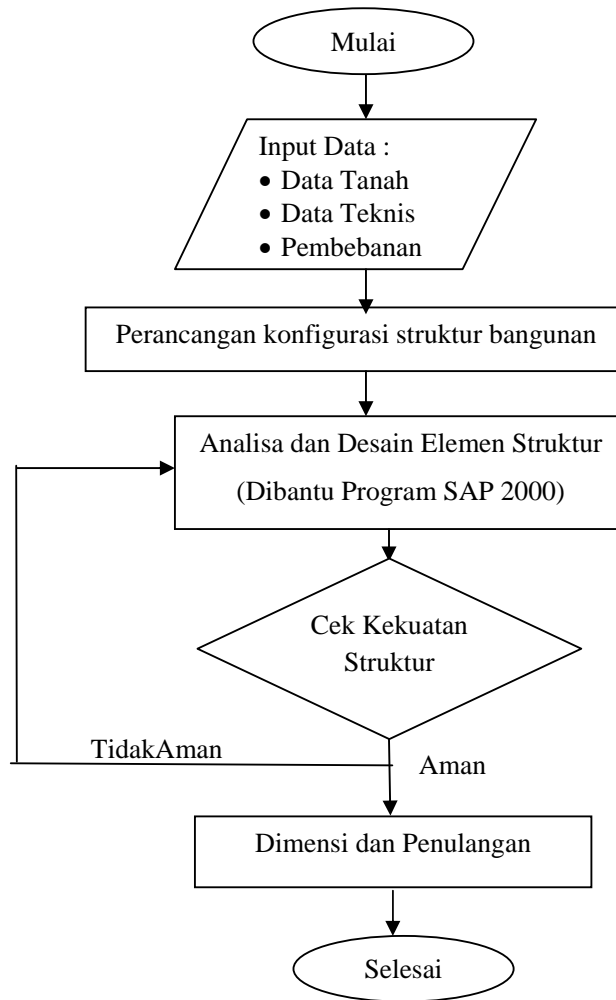 Mulai
Input Data :
• Data Tanah
• Data Teknis
• Pembebanan
Perancangan konfigurasi struktur bangunan
Analisa dan Desain Elemen Struktur
(Dibantu Program SAP 2000)
Cek Kekuatan
Struktur
TidakAman
Aman
Dimensi dan Penulangan
Selesai